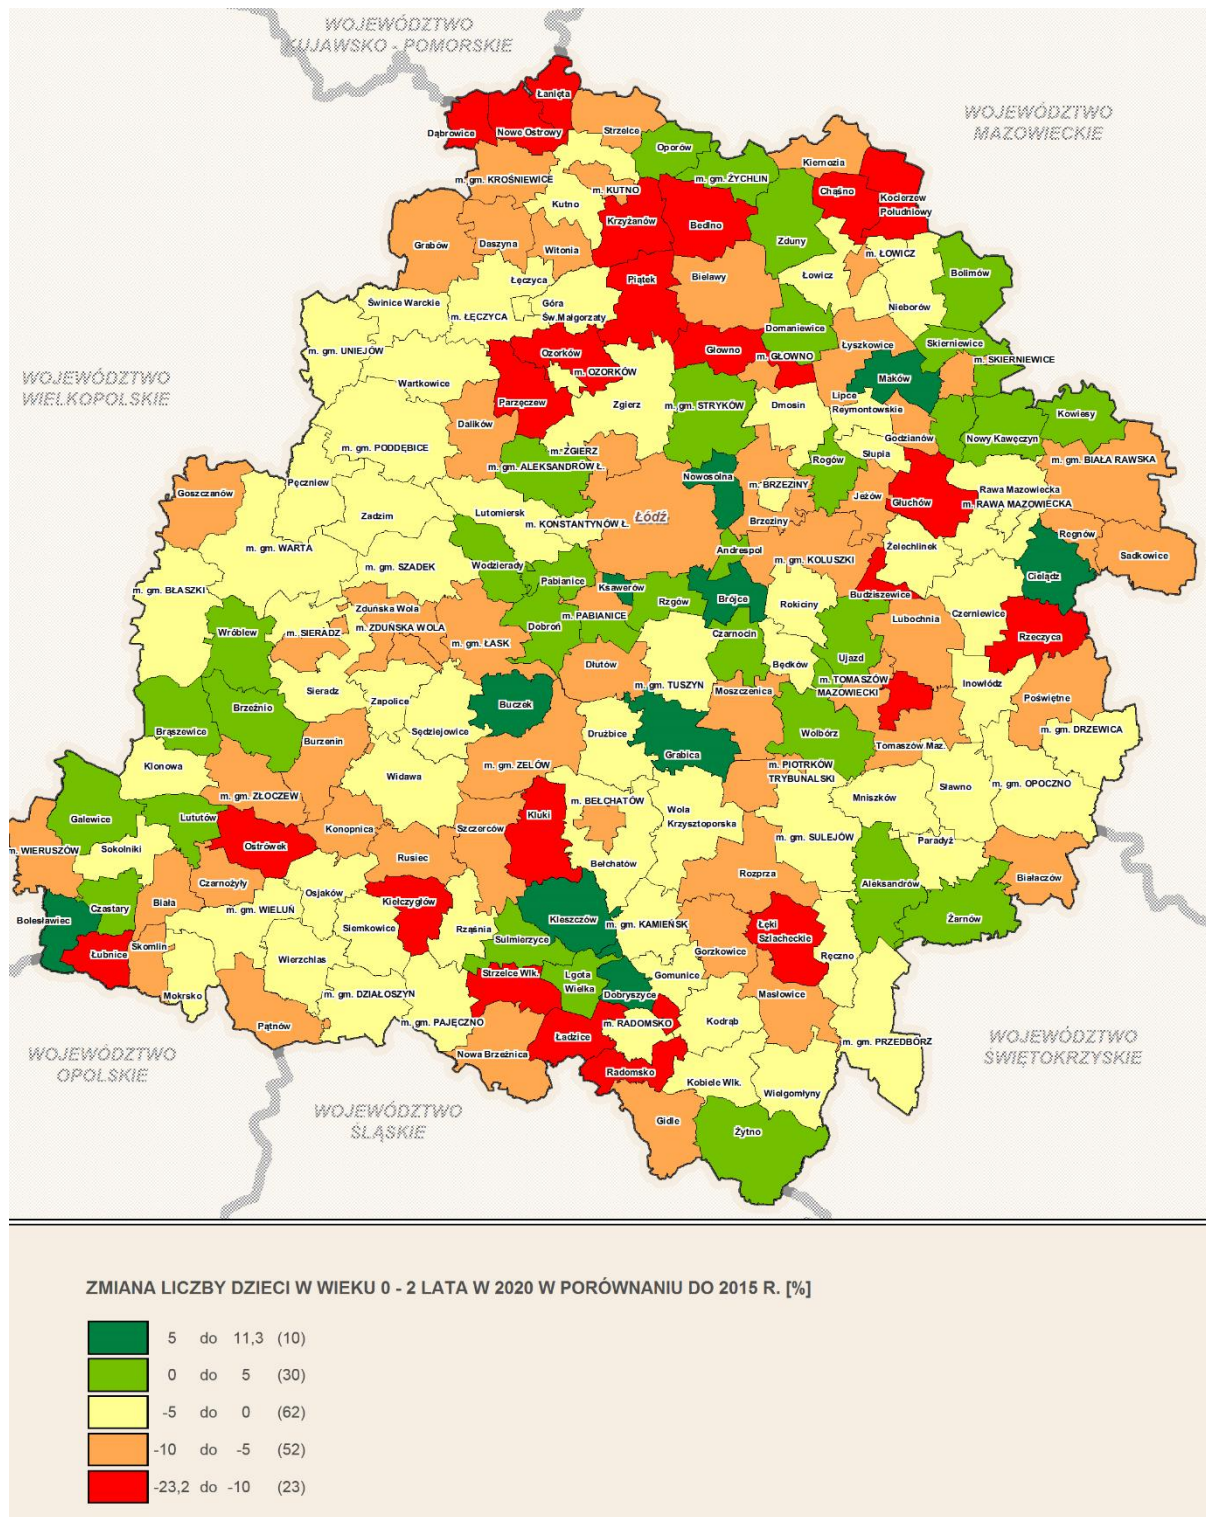 WOJEWÓDZTWO
KUJAWSKO - POMORSKIE
WOJEWÓDZTWO
MAZOWIECKIE
Łanięta
Dąbrowice
Nowe Ostrowy
Strzelce
Oporów
Kiernozia
m. gm. KROŚNIEWICE
m. KUTNO
m. gm. ŻYCHLIN
Chąśno
Kocierzew
Południowy
Kutno
Krzyżanów
Bedlno
Zduny
Grabów
Daszyna
Witonia
m. ŁOWICZ
Łęczyca
Piątek
Bielawy
Łowicz
Bolimów
Świnice Warckie
Góra
Św.Małgorzaty
Nieborów
m. ŁĘCZYCA
Domaniewice
m. gm. UNIEJÓW
Ozorków
Głowno
m. GŁOWNO
Łyszkowice
Skierniewice
m. SKIERNIEWICE
WOJEWÓDZTWO
WIELKOPOLSKIE
Wartkowice
m. OZORKÓW
Maków
Parzęczew
Zgierz
m. gm. STRYKÓW
Dmosin
Lipce
Reymontowskie
Kowiesy
Dalików
Godzianów
Nowy Kawęczyn
m. gm. PODDĘBICE
m. ZGIERZ
Słupia
m. gm. BIAŁA RAWSKA
m. gm. ALEKSANDRÓW Ł.
Rogów
Pęczniew
Nowosolna
m. BRZEZINY
Jeżów
Rawa Mazowiecka
Goszczanów
Głuchów
m. RAWA MAZOWIECKA
Zadzim
Lutomiersk
m. KONSTANTYNÓW Ł.
Łódź
Brzeziny
Regnów
m. gm. WARTA
Andrespol
m. gm. KOLUSZKI
Żelechlinek
Sadkowice
m. gm. SZADEK
Wodzierady
Pabianice
Ksawerów
Cielądz
m. gm. BŁASZKI
Rzgów
Brójce
Rokiciny
Budziszewice
Zduńska Wola
m. PABIANICE
Lubochnia
Czerniewice
Wróblew
m. SIERADZ
m. ZDUŃSKA WOLA
m. gm. ŁASK
Dobroń
Czarnocin
Rzeczyca
Dłutów
Będków
Ujazd
Sieradz
Zapolice
m. gm. TUSZYN
Moszczenica
m. TOMASZÓW
MAZOWIECKI
Inowłódz
Poświętne
Brzeźnio
Buczek
Brąszewice
Sędziejowice
Drużbice
Wolbórz
m. gm. DRZEWICA
Burzenin
Grabica
Tomaszów Maz.
Klonowa
Widawa
m. gm. ZELÓW
m. PIOTRKÓW
TRYBUNALSKI
m. gm. ZŁOCZEW
Mniszków
Sławno
m. gm. OPOCZNO
Galewice
Lututów
Konopnica
Szczerców
Kluki
m. BEŁCHATÓW
Wola
Krzysztoporska
m. gm. WIERUSZÓW
Sokolniki
Ostrówek
Rusiec
Bełchatów
m. gm. SULEJÓW
Paradyż
Rozprza
Białaczów
Czarnożyły
Aleksandrów
Osjaków
Czastary
Biała
Kiełczygłów
m. gm. WIELUŃ
Bolesławiec
Kleszczów
Żarnów
Siemkowice
Rząśnia
m. gm. KAMIEŃSK
Łęki
Szlacheckie
Łubnice
Skomlin
Sulmierzyce
Gorzkowice
Ręczno
Wierzchlas
Strzelce Wlk.
Lgota
Wielka
Gomunice
Mokrsko
m. gm. DZIAŁOSZYN
Dobryszyce
Masłowice
Pątnów
m. gm. PAJĘCZNO
m. RADOMSKO
Kodrąb
WOJEWÓDZTWO
OPOLSKIE
Nowa Brzeźnica
Ładzice
m. gm. PRZEDBÓRZ
WOJEWÓDZTWO
ŚWIĘTOKRZYSKIE
Radomsko
Kobiele Wlk.
Wielgomłyny
WOJEWÓDZTWO
ŚLĄSKIE
Gidle
Żytno
ZMIANA LICZBY DZIECI W WIEKU 0 - 2 LATA W 2020 W PORÓWNANIU DO 2015 R. [%]
5 do 11,3 (10)
0 do 5 (30)
-5 do 0 (62)
-10 do -5 (52)
-23,2 do -10 (23)